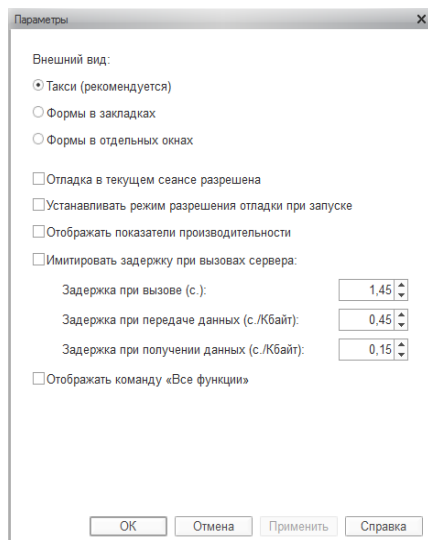 Параметры
Внешний вид:
Такси (рекомендуется)
Формы в закладках
Формы в отдельных окнах
Отладка в текущем сеансе разрешена
Устанавливать режим разрешения отладки при запуске
Отображать показатели производительности
Имитировать задержку при вызовах сервера:
Задержка при вызове (с.): 1,45
Задержка при передаче данных (с./Кбайт): 0,45
Задержка при получении данных (с./Кбайт): 0,15
Отображать команду «Все функции»
OK Отмена Применить Справка